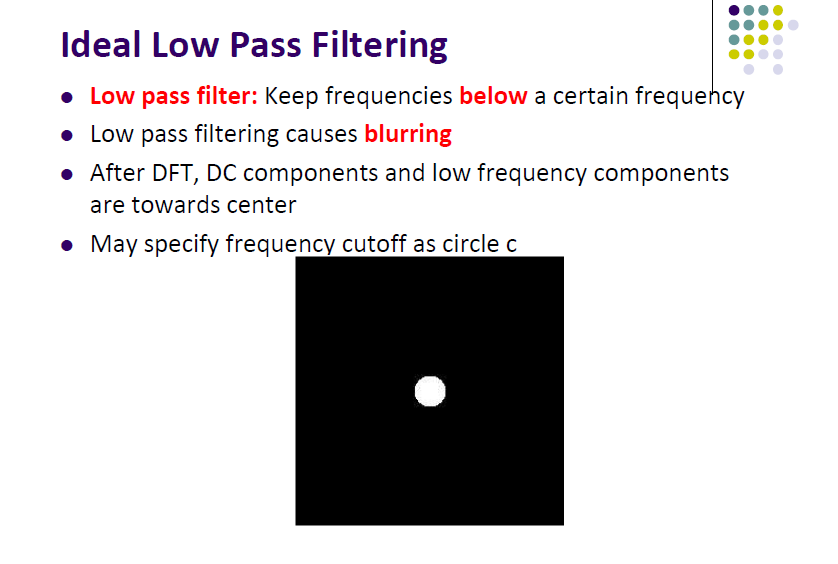 Ideal Low Pass Filtering
Low pass filter: Keep frequencies below a certain frequency
Low pass filtering causes blurring
After DFT, DC components and low frequency components
are towards center
May specify frequency cutoff as circle c